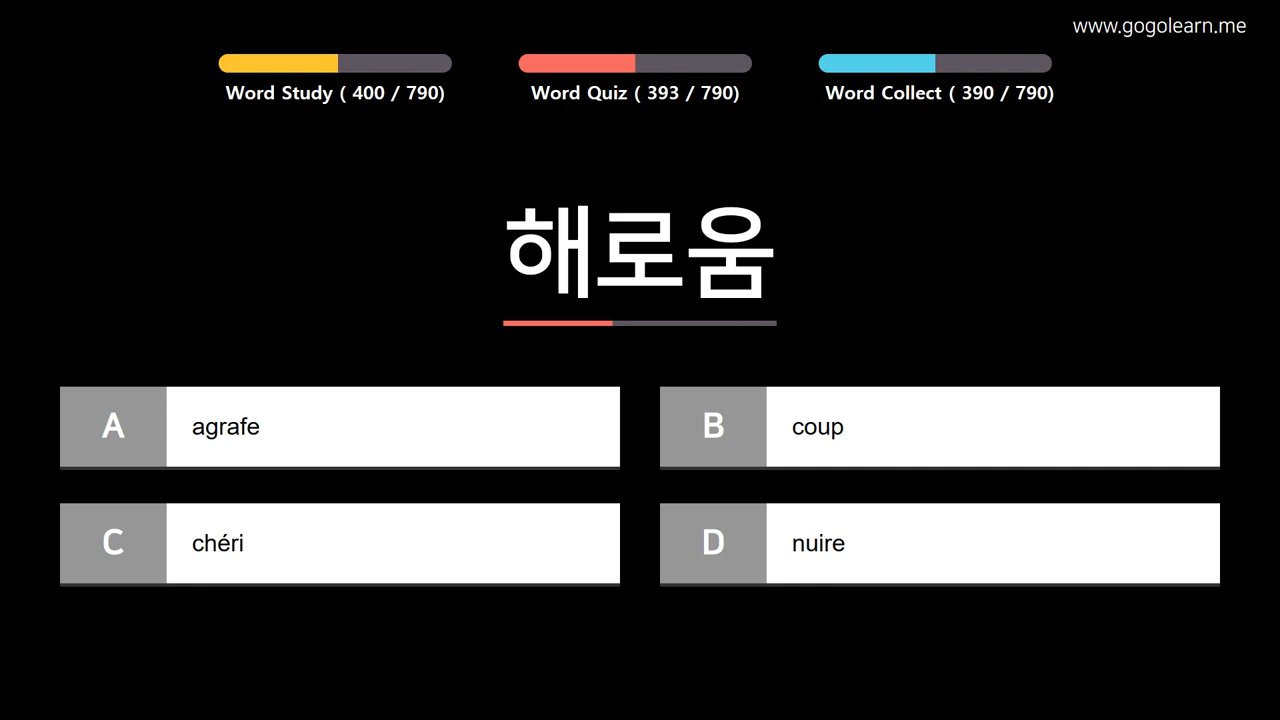 www.gogolearn.me
Word Study ( 400 / 790)
Word Quiz ( 393 / 790)
Word Collect ( 390 / 790)
해로움
A agrafe
B coup
C chéri
D nuire